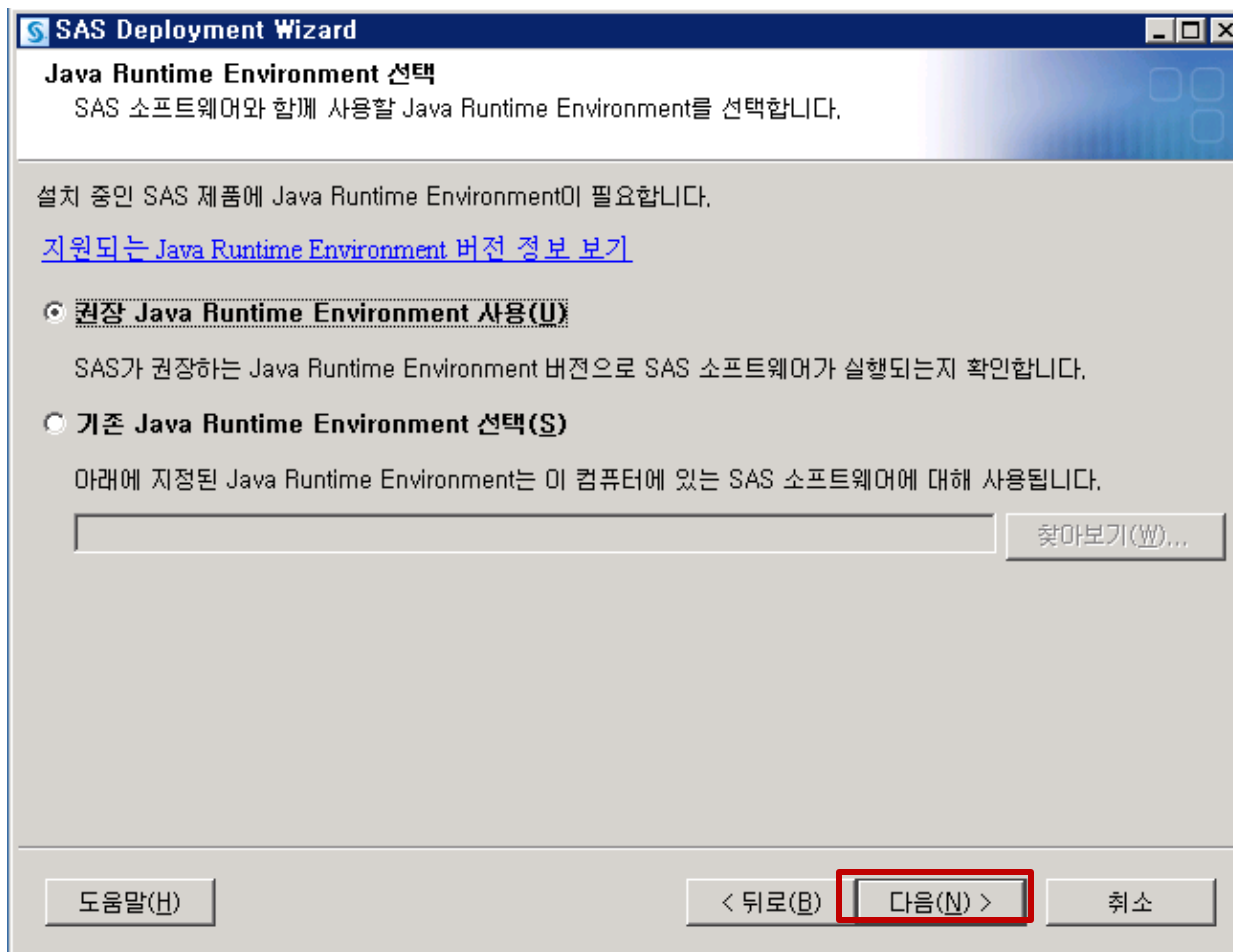 SAS Deployment Wizard
Java Runtime Environment 선택
SAS 소프트웨어와 함께 사용할 Java Runtime Environment를 선택합니다.
설치 중인 SAS 제품에 Java Runtime Environment이 필요합니다.
지원되는 Java Runtime Environment 버전 정보 보기
권장 Java Runtime Environment 사용(U)
SAS가 권장하는 Java Runtime Environment 버전으로 SAS 소프트웨어가 실행되는지 확인합니다.
기존 Java Runtime Environment 선택(S)
아래에 지정된 Java Runtime Environment는 이 컴퓨터에 있는 SAS 소프트웨어에 대해 사용됩니다.
찾아보기(W)...
도움말(H) < 뒤로(B) 다음(N) > 취소